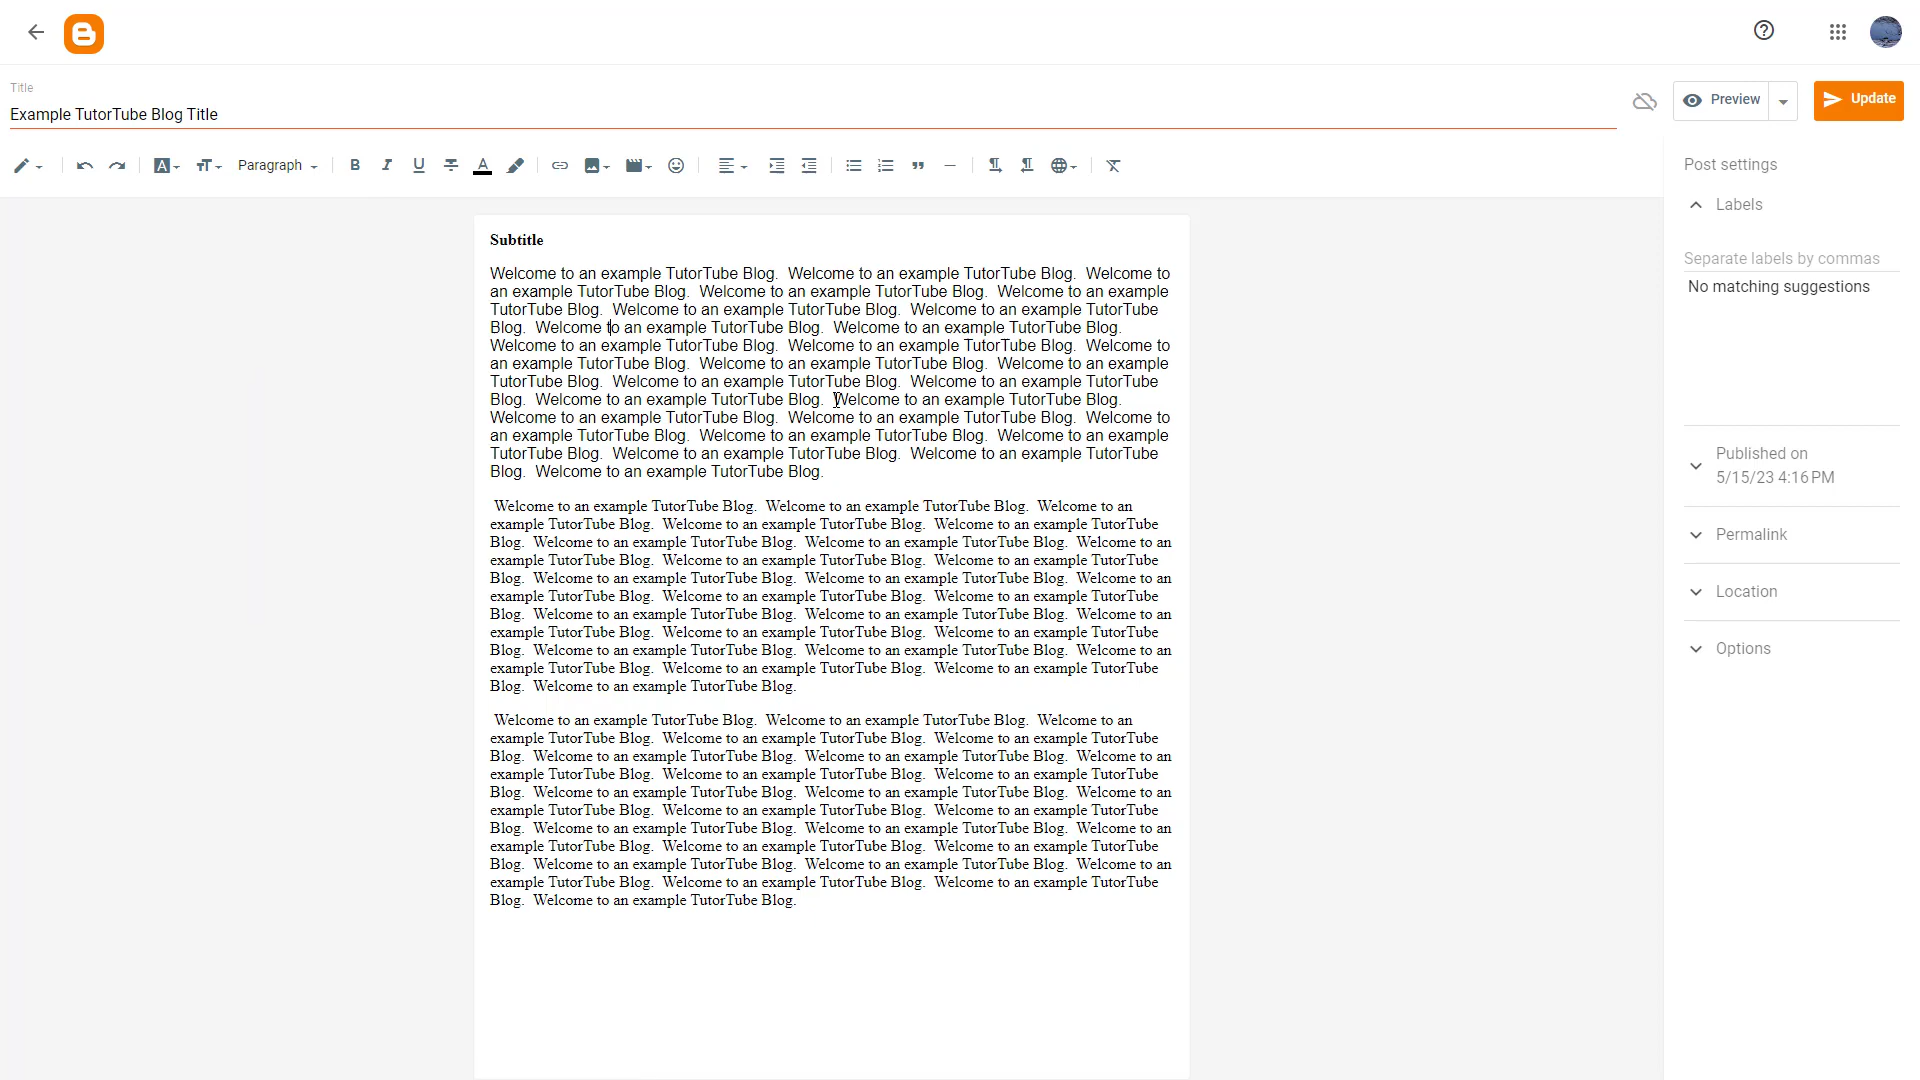 Title
Example TutorTube Blog Title
Preview
Update
Paragraph
Post settings
Labels
Separate labels by commas
No matching suggestions
Published on
5/15/23 4:16 PM
Permalink
Location
Options
Subtitle
Welcome to an example TutorTube Blog.  Welcome to an example TutorTube Blog.  Welcome to
an example TutorTube Blog.  Welcome to an example TutorTube Blog.  Welcome to an example
TutorTube Blog.  Welcome to an example TutorTube Blog.  Welcome to an example TutorTube
Blog.  Welcome to an example TutorTube Blog.  Welcome to an example TutorTube Blog.
Welcome to an example TutorTube Blog.  Welcome to an example TutorTube Blog.  Welcome to
an example TutorTube Blog.  Welcome to an example TutorTube Blog.  Welcome to an example
TutorTube Blog.  Welcome to an example TutorTube Blog.  Welcome to an example TutorTube
Blog.  Welcome to an example TutorTube Blog.  Welcome to an example TutorTube Blog.
Welcome to an example TutorTube Blog.  Welcome to an example TutorTube Blog.  Welcome to
an example TutorTube Blog.  Welcome to an example TutorTube Blog.  Welcome to an example
TutorTube Blog.  Welcome to an example TutorTube Blog.  Welcome to an example TutorTube
Blog.  Welcome to an example TutorTube Blog.
Welcome to an example TutorTube Blog.  Welcome to an example TutorTube Blog.  Welcome to an
example TutorTube Blog.  Welcome to an example TutorTube Blog.  Welcome to an example TutorTube
Blog.  Welcome to an example TutorTube Blog.  Welcome to an example TutorTube Blog.  Welcome to an
example TutorTube Blog.  Welcome to an example TutorTube Blog.  Welcome to an example TutorTube
Blog.  Welcome to an example TutorTube Blog.  Welcome to an example TutorTube Blog.  Welcome to an
example TutorTube Blog.  Welcome to an example TutorTube Blog.  Welcome to an example TutorTube
Blog.  Welcome to an example TutorTube Blog.  Welcome to an example TutorTube Blog.  Welcome to an
example TutorTube Blog.  Welcome to an example TutorTube Blog.  Welcome to an example TutorTube
Blog.  Welcome to an example TutorTube Blog.  Welcome to an example TutorTube Blog.  Welcome to an
example TutorTube Blog.  Welcome to an example TutorTube Blog.  Welcome to an example TutorTube
Blog.  Welcome to an example TutorTube Blog.
Welcome to an example TutorTube Blog.  Welcome to an example TutorTube Blog.  Welcome to an
example TutorTube Blog.  Welcome to an example TutorTube Blog.  Welcome to an example TutorTube
Blog.  Welcome to an example TutorTube Blog.  Welcome to an example TutorTube Blog.  Welcome to an
example TutorTube Blog.  Welcome to an example TutorTube Blog.  Welcome to an example TutorTube
Blog.  Welcome to an example TutorTube Blog.  Welcome to an example TutorTube Blog.  Welcome to an
example TutorTube Blog.  Welcome to an example TutorTube Blog.  Welcome to an example TutorTube
Blog.  Welcome to an example TutorTube Blog.  Welcome to an example TutorTube Blog.  Welcome to an
example TutorTube Blog.  Welcome to an example TutorTube Blog.  Welcome to an example TutorTube
Blog.  Welcome to an example TutorTube Blog.  Welcome to an example TutorTube Blog.  Welcome to an
example TutorTube Blog.  Welcome to an example TutorTube Blog.  Welcome to an example TutorTube
Blog.  Welcome to an example TutorTube Blog.